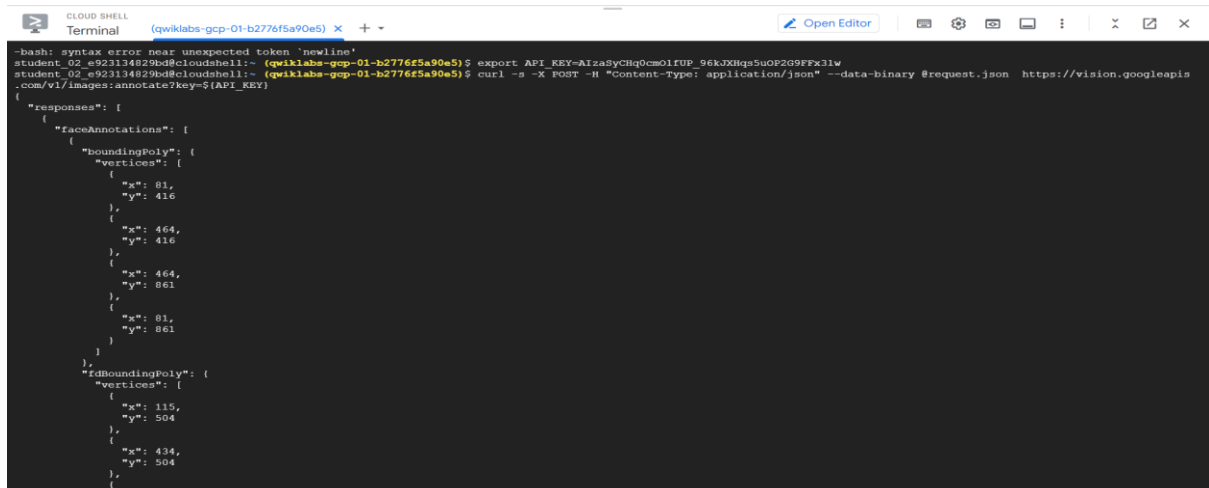 CLOUD SHELL
Terminal (qwiklabs-gcp-01-b2776f5a90e5) × + Open Editor
-bash: syntax error near unexpected token `newline'
student_02_e923134829bd@cloudshell:~ (qwiklabs-gcp-01-b2776f5a90e5)$ export API_KEY=AIzaSyCHqOcmOlfUP_96kJXHqs5uOP2G9FFx31w
student_02_e923134829bd@cloudshell:~ (qwiklabs-gcp-01-b2776f5a90e5)$ curl -s -X POST -H "Content-Type: application/json" --data-binary @request.json  https://vision.googleapis
.com/v1/images:annotate?key=${API_KEY}
{
  "responses": [
    {
      "faceAnnotations": [
        {
          "boundingPoly": {
            "vertices": [
              {
                "x": 81,
                "y": 416
              },
              {
                "x": 464,
                "y": 416
              },
              {
                "x": 464,
                "y": 861
              },
              {
                "x": 81,
                "y": 861
              }
            ]
          },
          "fdBoundingPoly": {
            "vertices": [
              {
                "x": 115,
                "y": 504
              },
              {
                "x": 434,
                "y": 504
              },
              {